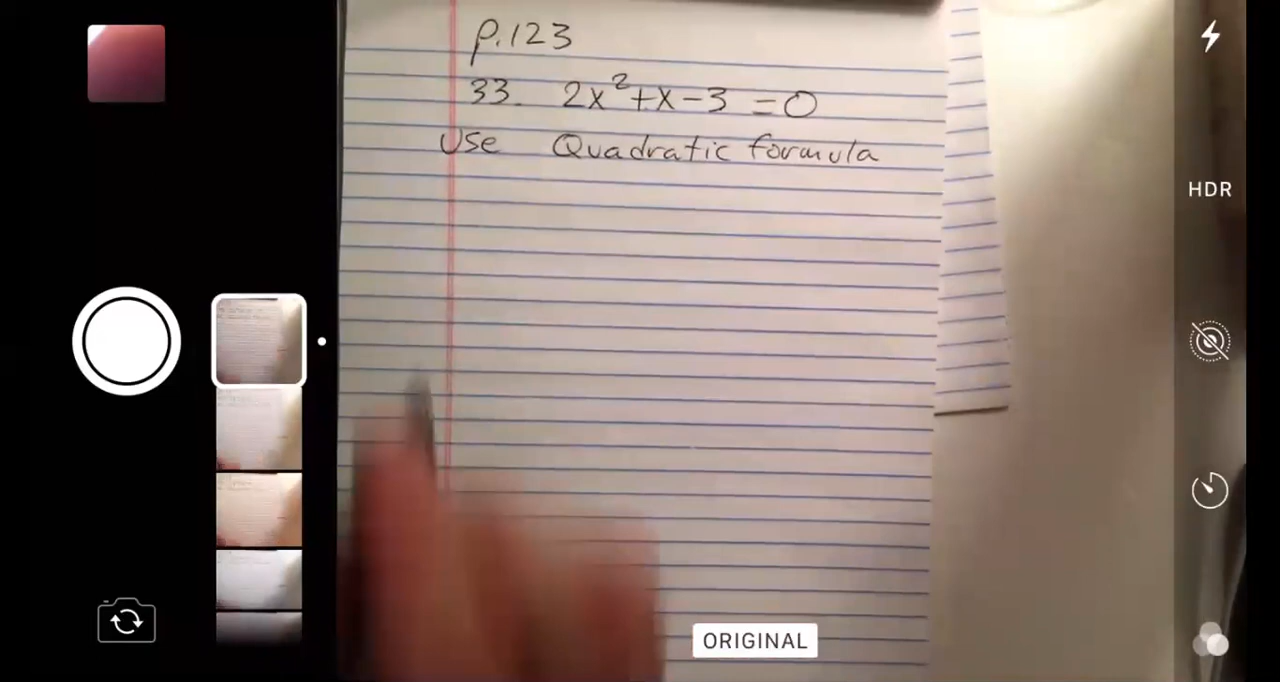 p.123
33. 2x²+x-3 =0
Use Quadratic formula
HDR
ORIGINAL